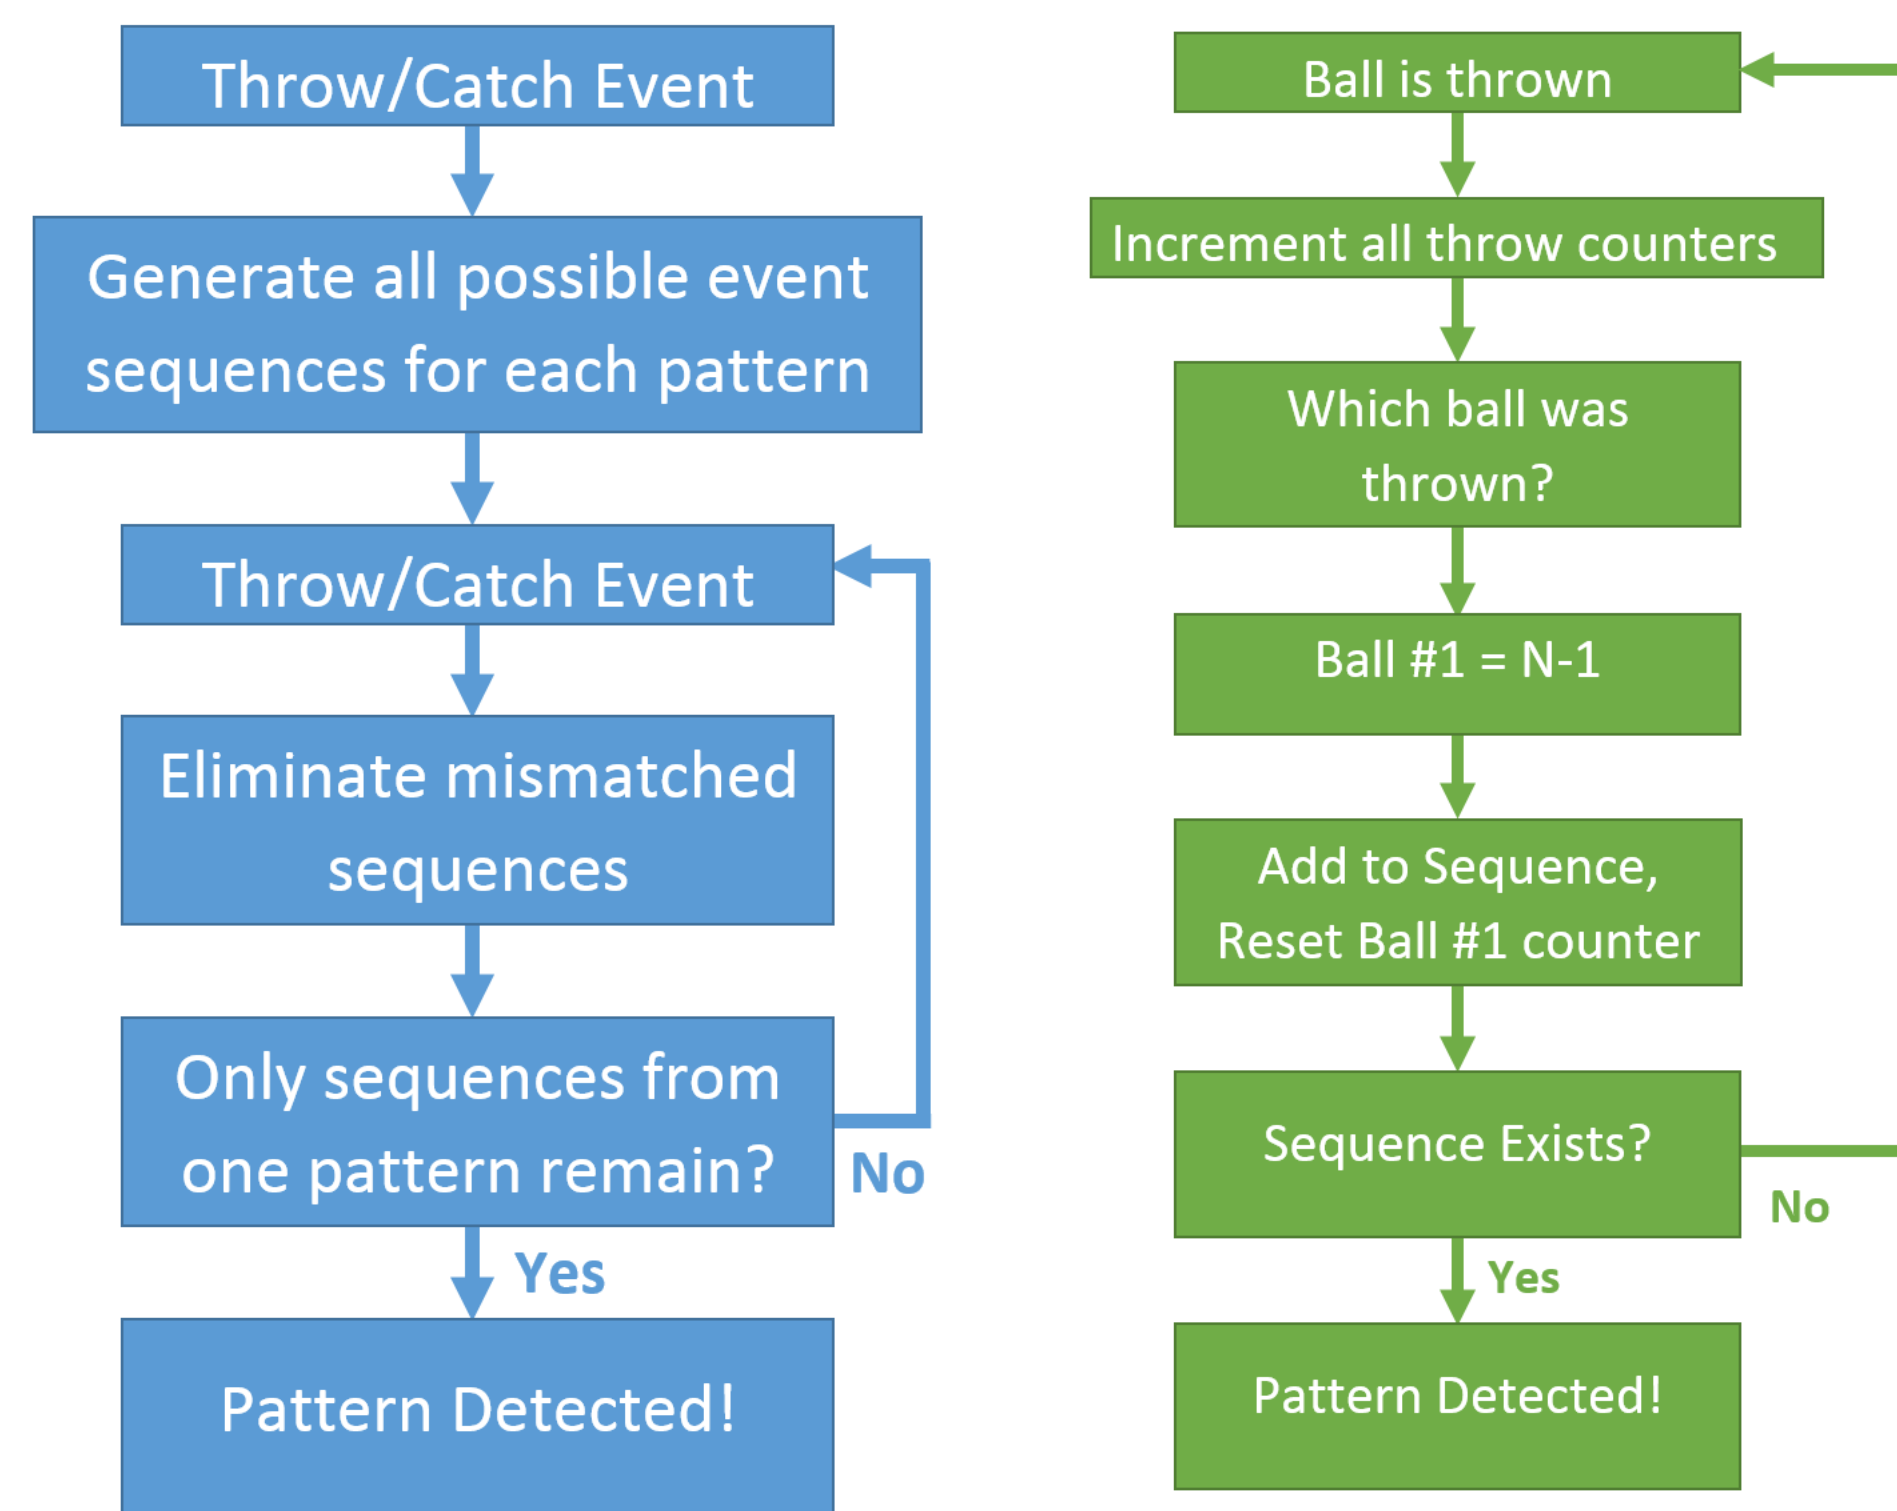 Throw/Catch Event
Generate all possible event
sequences for each pattern
Throw/Catch Event
Eliminate mismatched
sequences
Only sequences from
one pattern remain?
No
Yes
Pattern Detected!
Ball is thrown
Increment all throw counters
Which ball was
thrown?
Ball #1 = N-1
Add to Sequence,
Reset Ball #1 counter
Sequence Exists?
No
Yes
Pattern Detected!